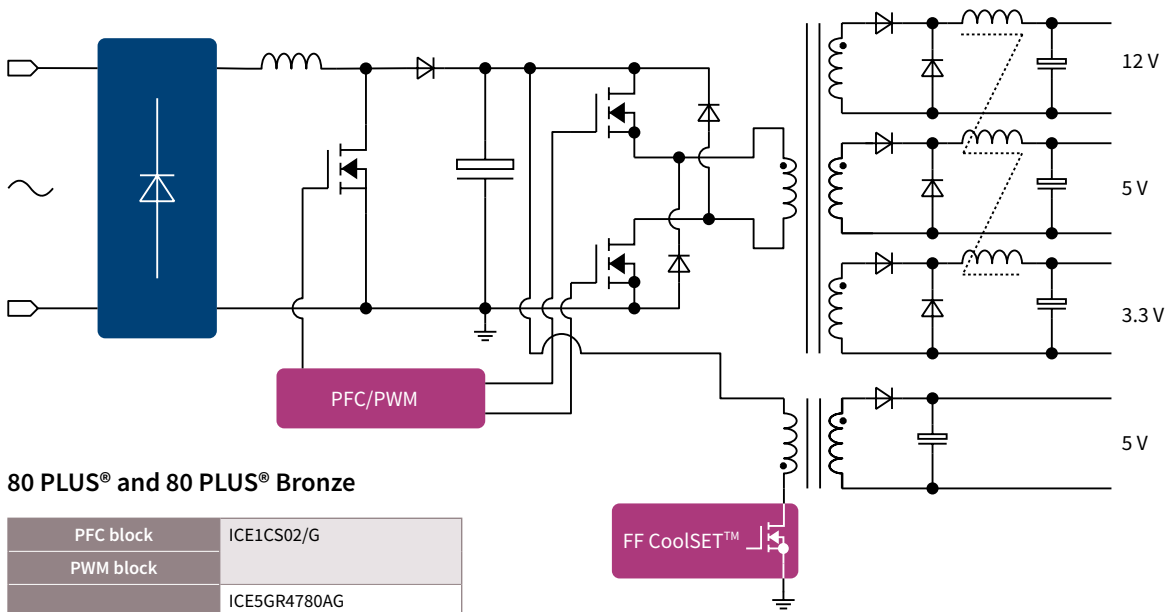 12 V
5 V
3.3 V
PFC/PWM
5 V
80 PLUS® and 80 PLUS® Bronze
FF CoolSET™
PFC block ICE1CS02/G
PWM block
ICE5GR4780AG